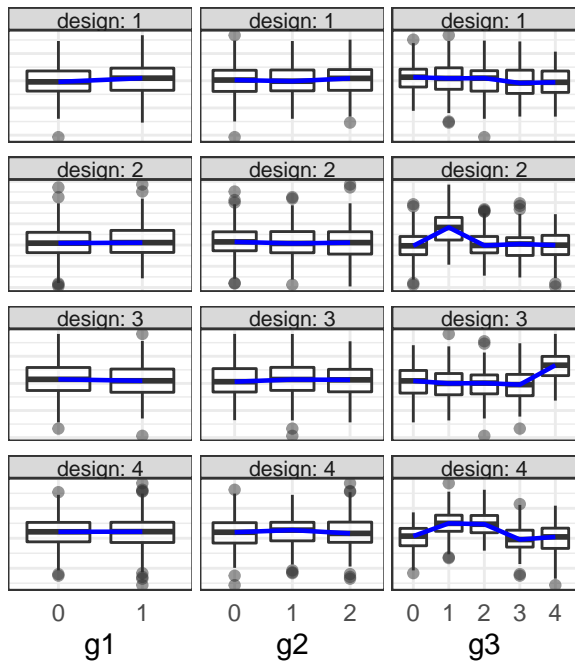 design: 1 design: 1 design: 1
design: 2 design: 2 design: 2
design: 3 design: 3 design: 3
design: 4 design: 4 design: 4
0 1 0 1 2 0 1 2 3 4
g1 g2 g3